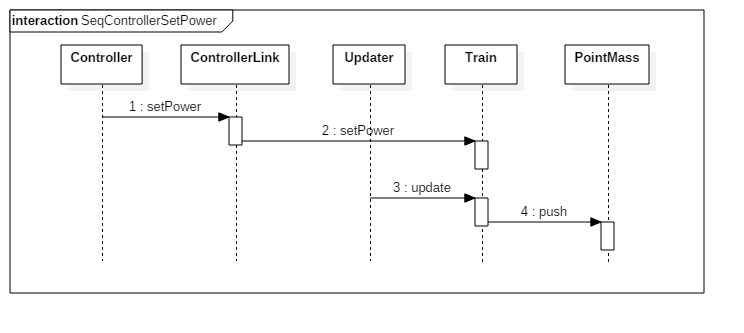 interaction SeqControllerSetPower
Controller
ControllerLink
Updater
Train
PointMass
1 : setPower
2 : setPower
3 : update
4 : push